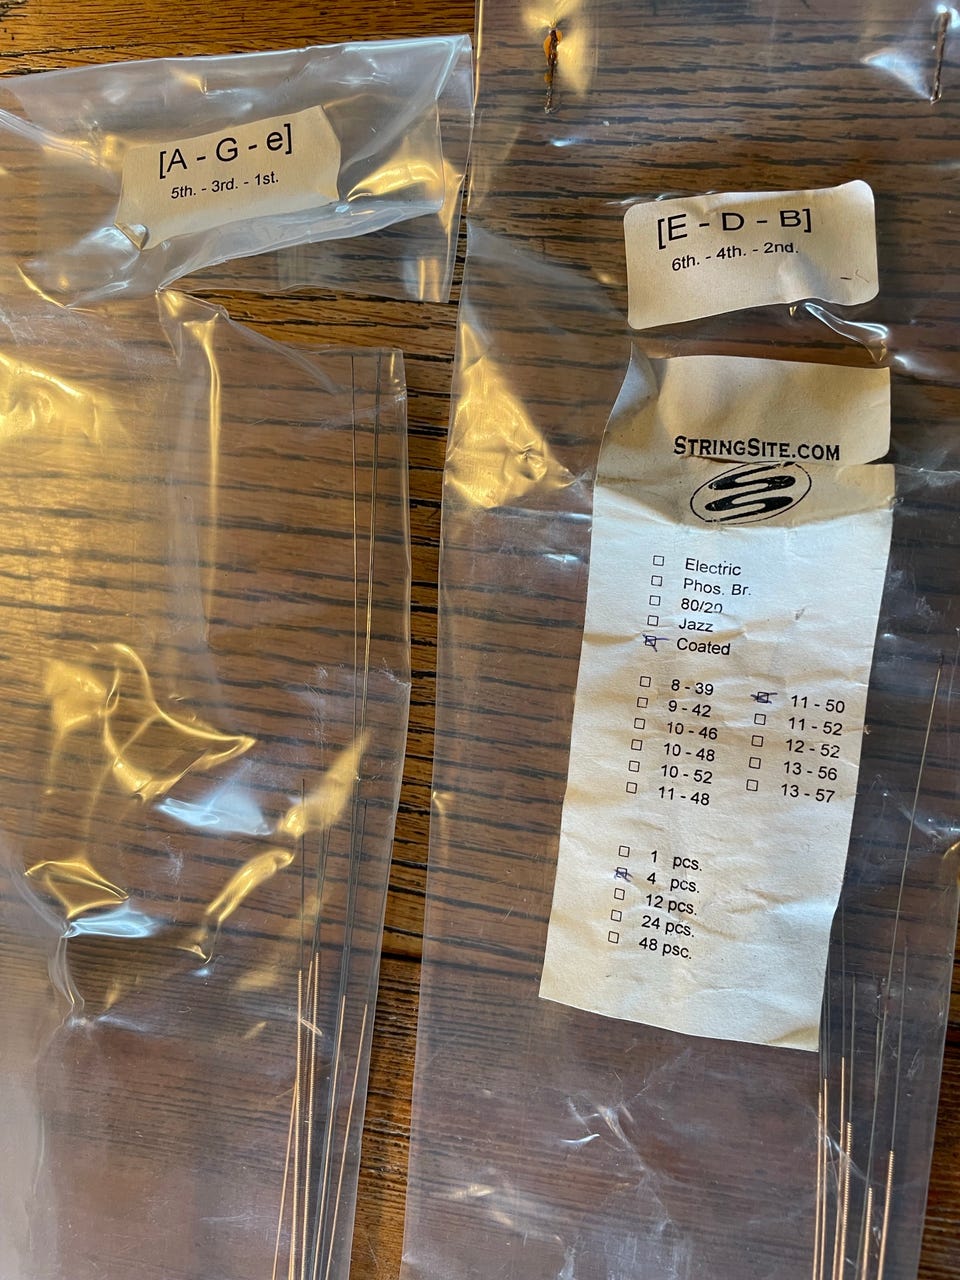 [A - G - e]
5th. - 3rd. - 1st.
[E - D - B]
6th. - 4th. - 2nd.
STRINGSITE.COM
Electric
Phos. Br.
80/20
Jazz
Coated
8 - 39
9 - 42
10 - 46
10 - 48
10 - 52
11 - 48
11 - 50
11 - 52
12 - 52
13 - 56
13 - 57
1 pcs.
4 pcs.
12 pcs.
24 pcs.
48 psc.